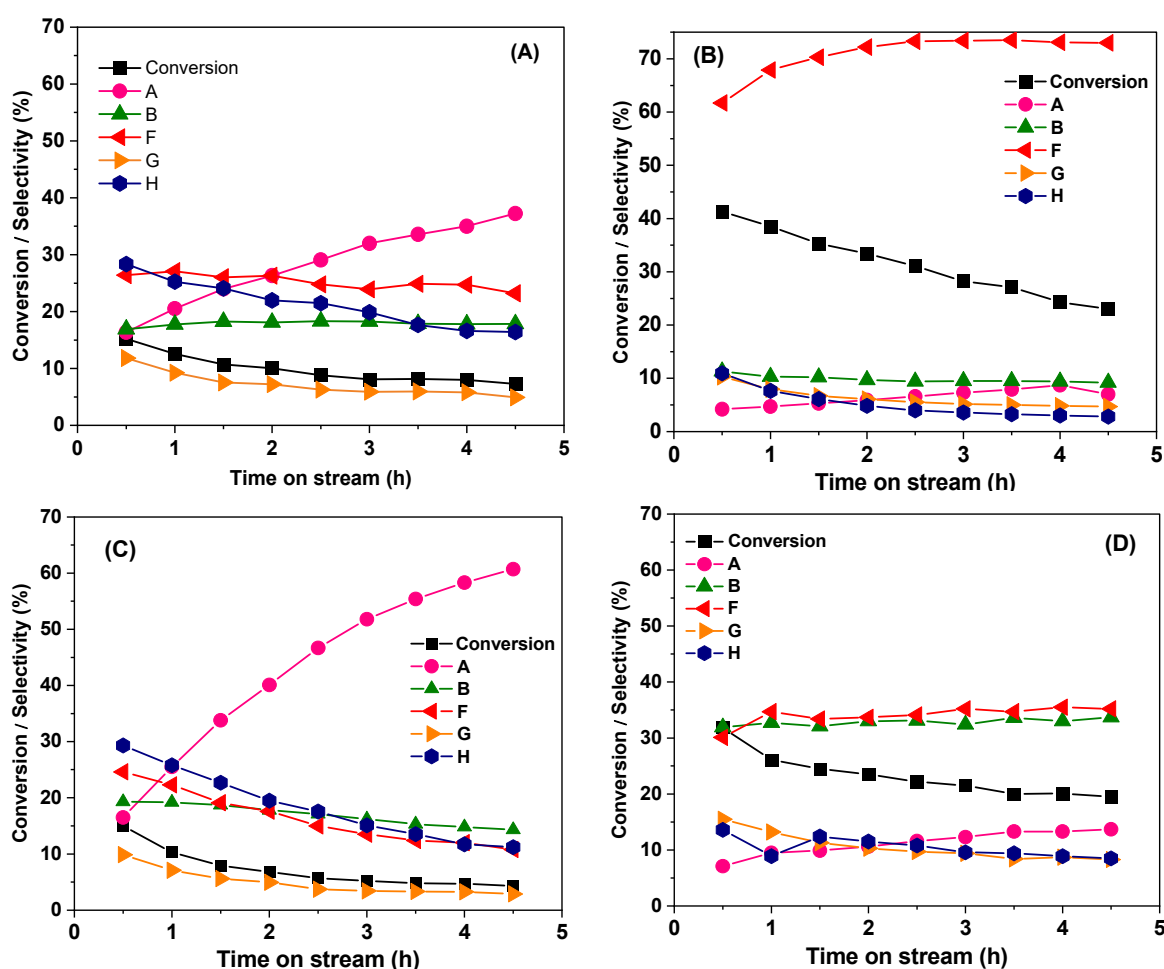 (A)
Conversion / Selectivity (%)
70
60
50
40
30
20
10
0
Conversion
A
B
F
G
H
0 1 2 3 4 5
Time on stream (h)
(B)
Conversion / Selectivity (%)
70
60
50
40
30
20
10
0
Conversion
A
B
F
G
H
0 1 2 3 4 5
Time on stream (h)
(C)
Conversion / Selectivity (%)
70
60
50
40
30
20
10
0
Conversion
A
B
F
G
H
0 1 2 3 4 5
Time on stream (h)
(D)
Conversion / Selectivity (%)
70
60
50
40
30
20
10
0
Conversion
A
B
F
G
H
0 1 2 3 4 5
Time on stream (h)